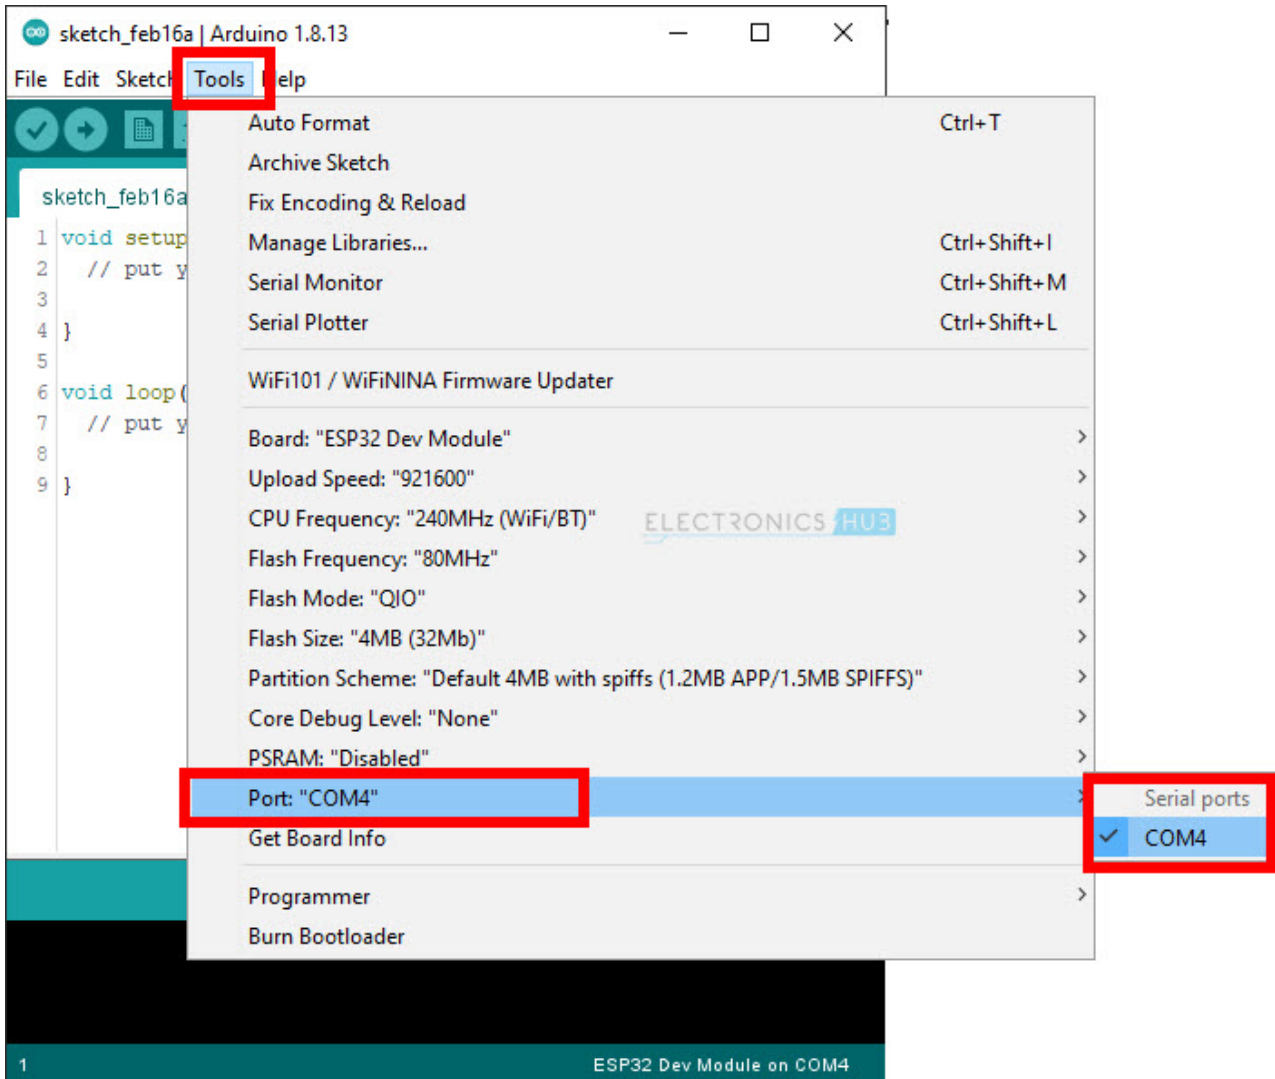 sketch_feb16a | Arduino 1.8.13
File Edit Sketch Tools Help
sketch_feb16a
1 void setup
2 // put y
3
4 }
5
6 void loop(
7 // put y
8
9 }
Auto Format Ctrl+T
Archive Sketch
Fix Encoding & Reload
Manage Libraries... Ctrl+Shift+I
Serial Monitor Ctrl+Shift+M
Serial Plotter Ctrl+Shift+L
WiFi101 / WiFiNINA Firmware Updater
Board: "ESP32 Dev Module"
Upload Speed: "921600"
CPU Frequency: "240MHz (WiFi/BT)"
ELECTRONICS HUB
Flash Frequency: "80MHz"
Flash Mode: "QIO"
Flash Size: "4MB (32Mb)"
Partition Scheme: "Default 4MB with spiffs (1.2MB APP/1.5MB SPIFFS)"
Core Debug Level: "None"
PSRAM: "Disabled"
Port: "COM4"
Serial ports
COM4
Get Board Info
Programmer
Burn Bootloader
1 ESP32 Dev Module on COM4